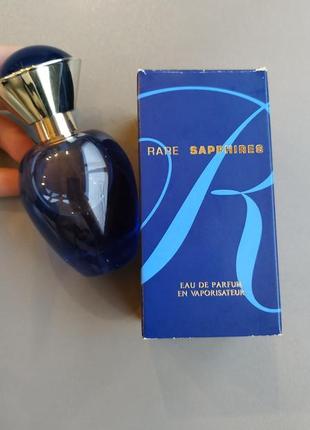 RARE SAPPHIRES
EAU DE PARFUM
EN VAPORISATEUR